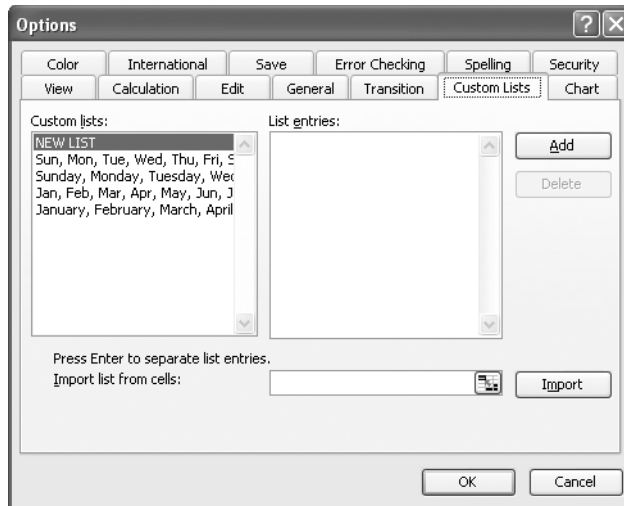 Options
Color International Save Error Checking Spelling Security
View Calculation Edit General Transition Custom Lists Chart
Custom lists: List entries:
NEW LIST
Sun, Mon, Tue, Wed, Thu, Fri, S
Sunday, Monday, Tuesday, Wed
Jan, Feb, Mar, Apr, May, Jun, J
January, February, March, April
Add
Delete
Press Enter to separate list entries.
Import list from cells: Import
OK Cancel